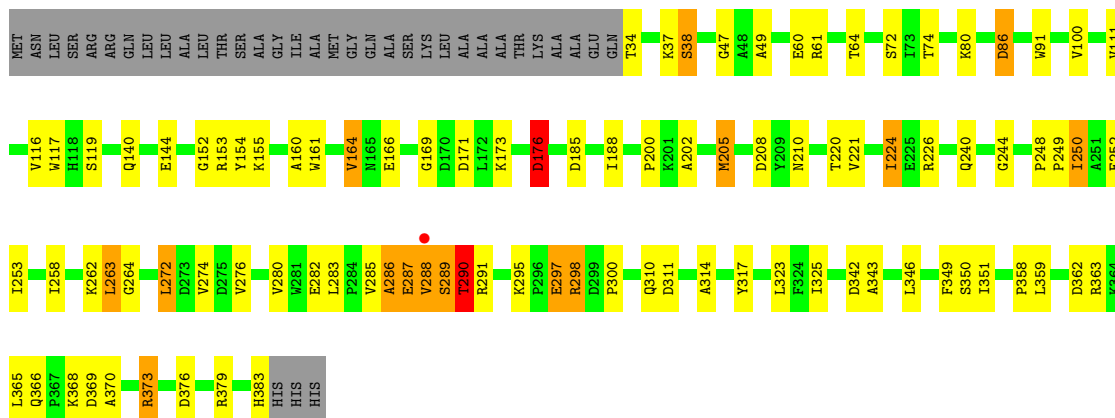 MET ASN LEU SER ARG ARG GLN LEU LEU ALA LEU THR SER ALA GLY ILE ALA MET GLY GLN ALA SER LYS LEU ALA ALA ALA THR LYS ALA ALA GLU GLN T34 K37 S38 G47 A48 A49 E60 R61 T64 S72 I73 T74 K80 D86 W91 V100
V116 W117 H118 S119 Q140 E144 G152 R153 Y154 K155 A160 W161 V164 N165 E166 G169 D170 D171 L172 K173 D176 D185 I188 P200 K201 A202 M205 D208 Y209 N210 T220 V221 I224 E225 R226 Q240 G244 P248 P249 I250 A251
I253 I258 K262 L263 G264 L272 D273 V274 D275 V276 V280 W281 E282 L283 P284 V285 A286 E287 V288 S289 T290 R291 K295 P296 E297 R298 D299 P300 Q310 D311 A314 Y317 L323 F324 I325 D342 A343 L346 F349 S350 I351 P358 L359 D362 R363 K364
L365 Q366 P367 K368 D369 A370 R373 D376 R379 H383 HIS HIS HIS